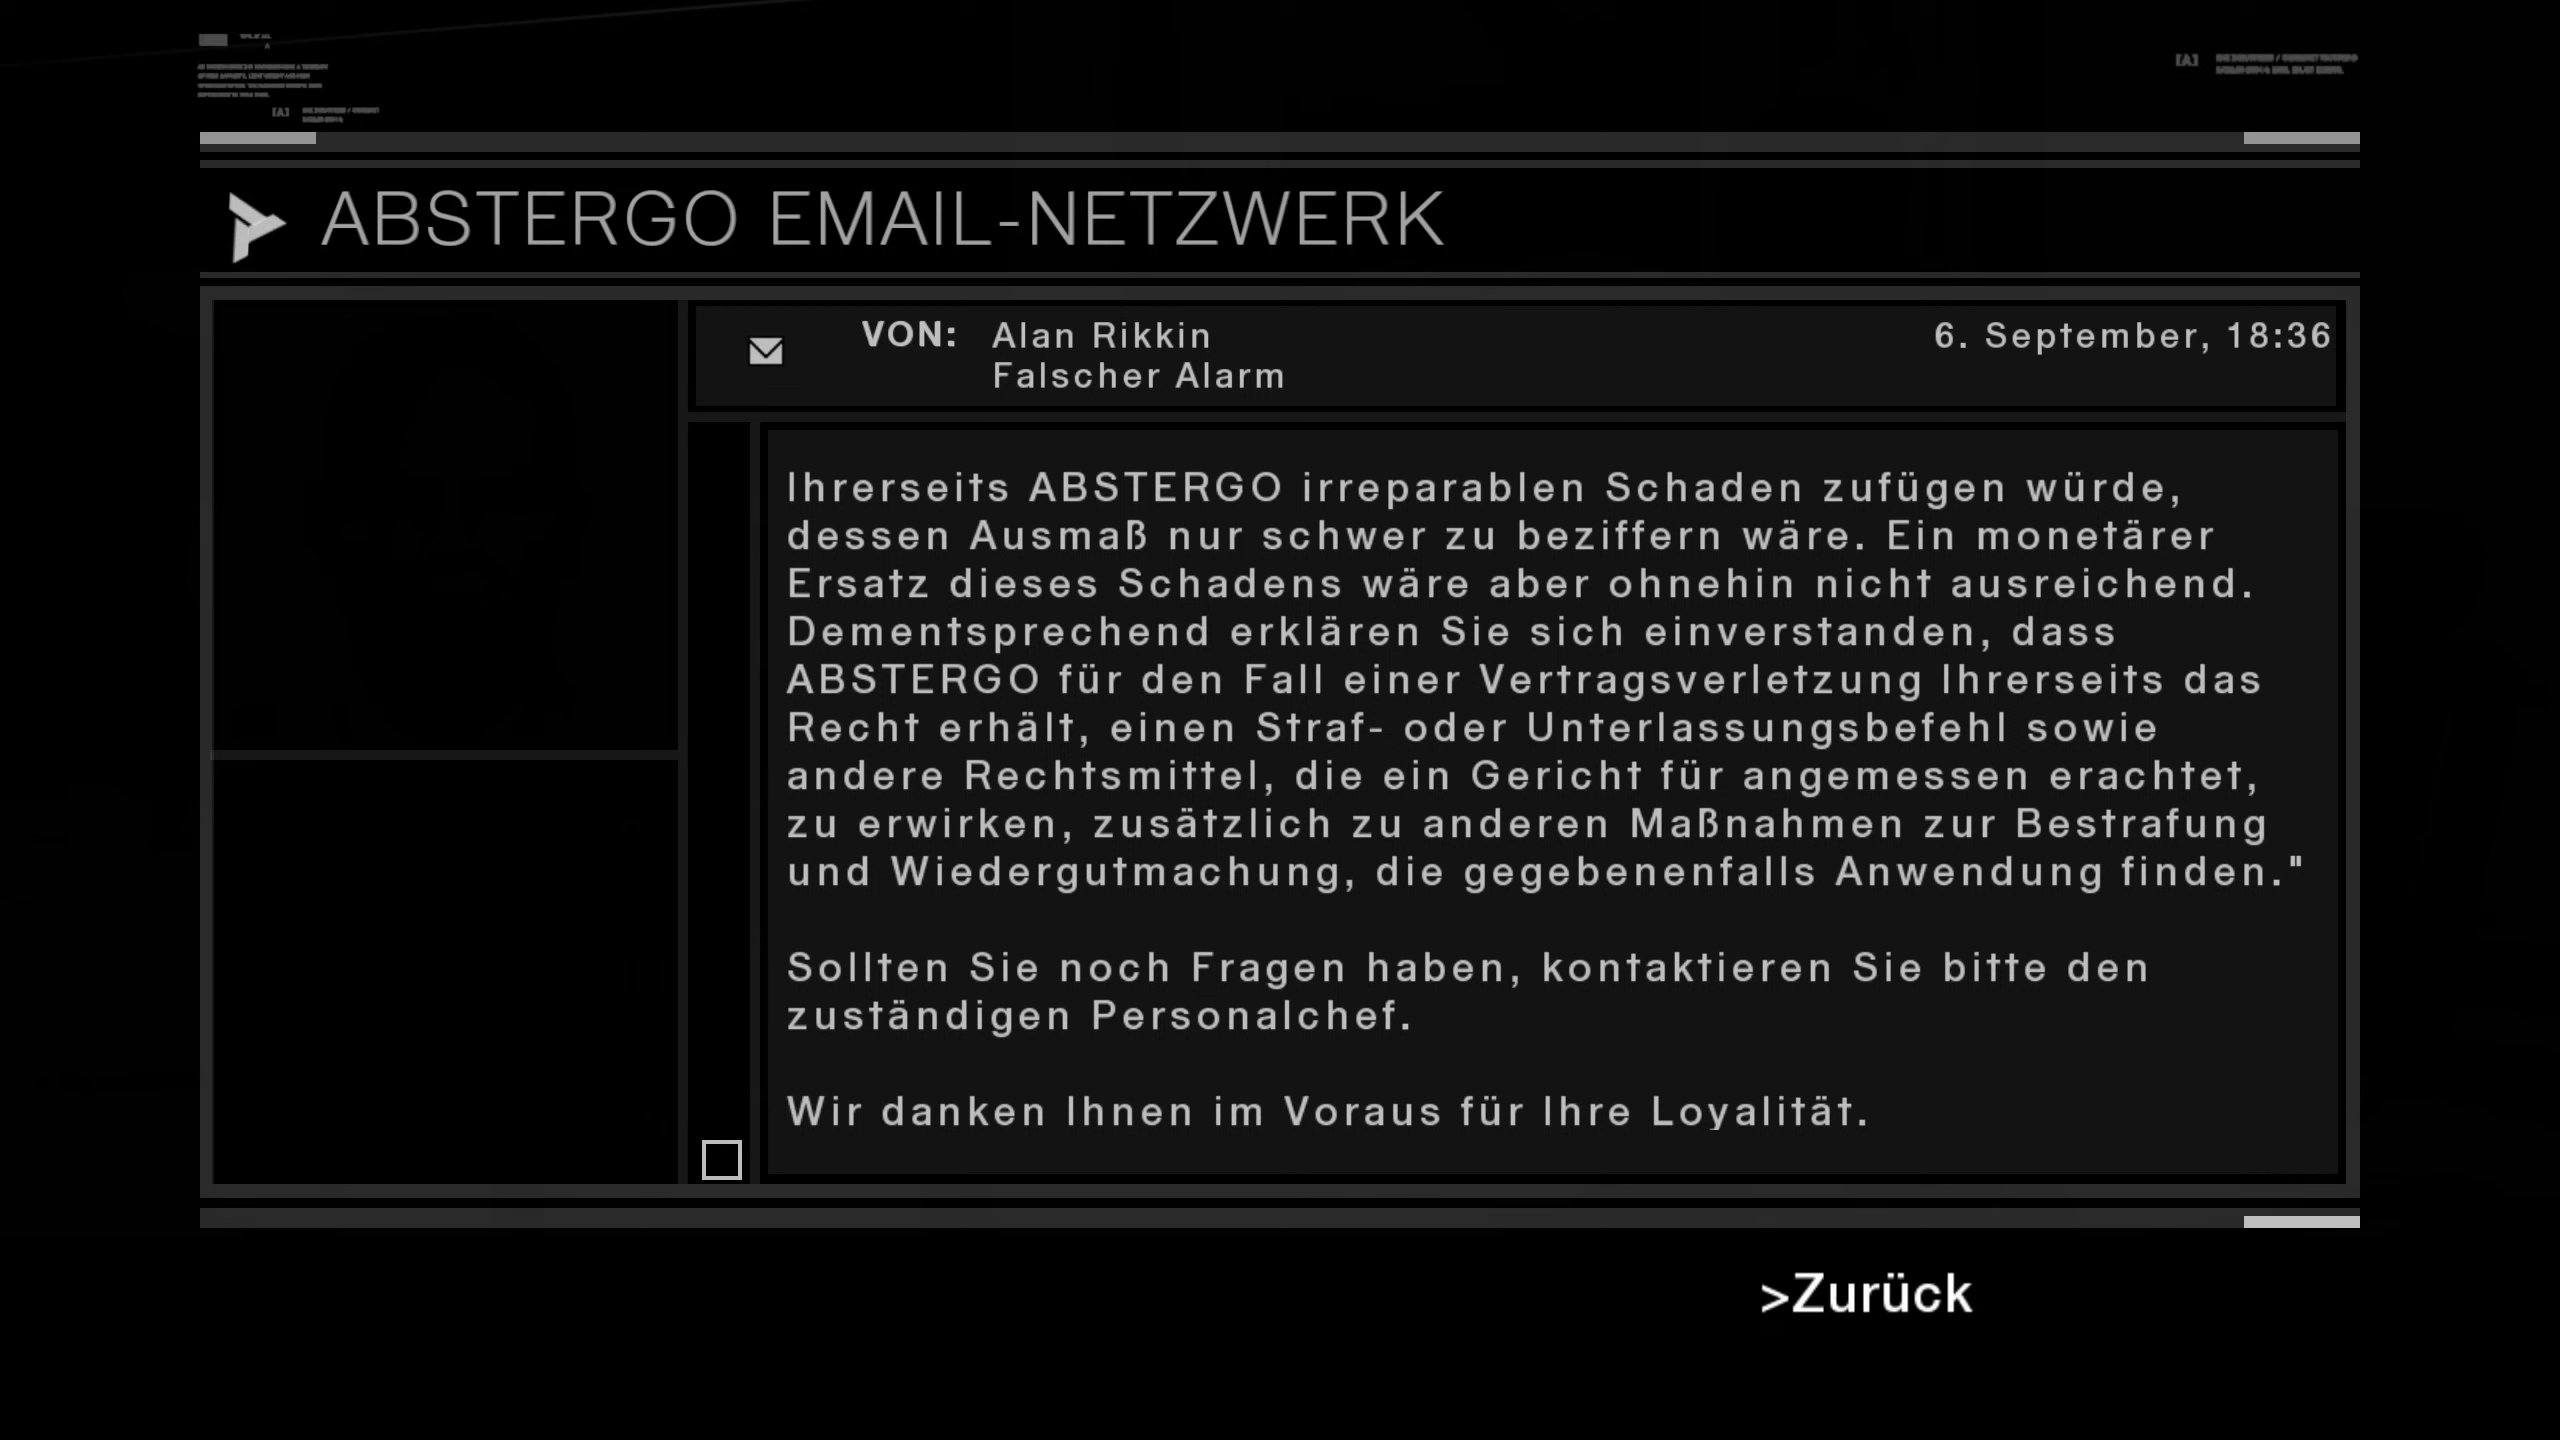 [A]
[A]
ABSTERGO EMAIL-NETZWERK
VON: Alan Rikkin
6. September, 18:36
Falscher Alarm
Ihrerseits ABSTERGO irreparablen Schaden zufügen würde,
dessen Ausmaß nur schwer zu beziffern wäre. Ein monetärer
Ersatz dieses Schadens wäre aber ohnehin nicht ausreichend.
Dementsprechend erklären Sie sich einverstanden, dass
ABSTERGO für den Fall einer Vertragsverletzung Ihrerseits das
Recht erhält, einen Straf- oder Unterlassungsbefehl sowie
andere Rechtsmittel, die ein Gericht für angemessen erachtet,
zu erwirken, zusätzlich zu anderen Maßnahmen zur Bestrafung
und Wiedergutmachung, die gegebenenfalls Anwendung finden."
Sollten Sie noch Fragen haben, kontaktieren Sie bitte den
zuständigen Personalchef.
Wir danken Ihnen im Voraus für Ihre Loyalität.
>Zurück